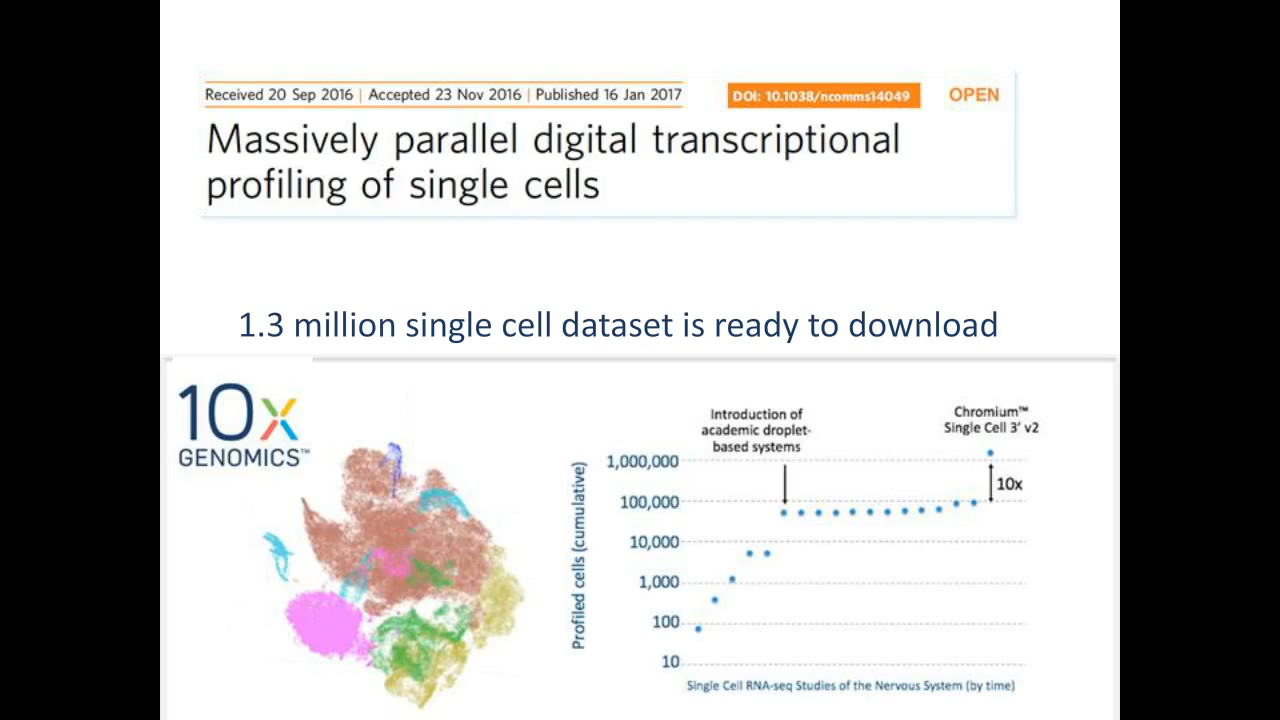 Received 20 Sep 2016 | Accepted 23 Nov 2016 | Published 16 Jan 2017
DOI: 10.1038/ncomms14049
OPEN
Massively parallel digital transcriptional
profiling of single cells
1.3 million single cell dataset is ready to download
10x
GENOMICS™
Introduction of
academic droplet-
based systems
Chromium™
Single Cell 3' v2
10x
Profiled cells (cumulative)
1,000,000
100,000
10,000
1,000
100
10
Single Cell RNA-seq Studies of the Nervous System (by time)